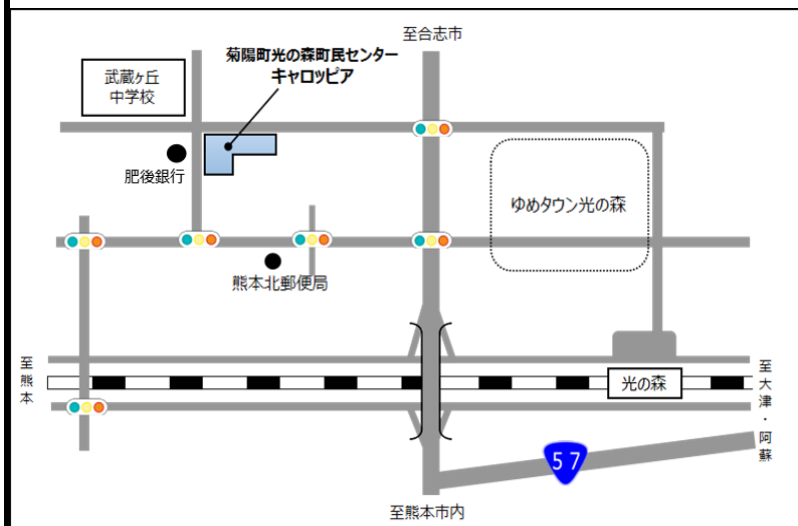 至合志市
菊陽町光の森町民センター
キャロッピア
武蔵ヶ丘
中学校
肥後銀行
ゆめタウン光の森
熊本北郵便局
至熊本
光の森
至大津・阿蘇
57
至熊本市内